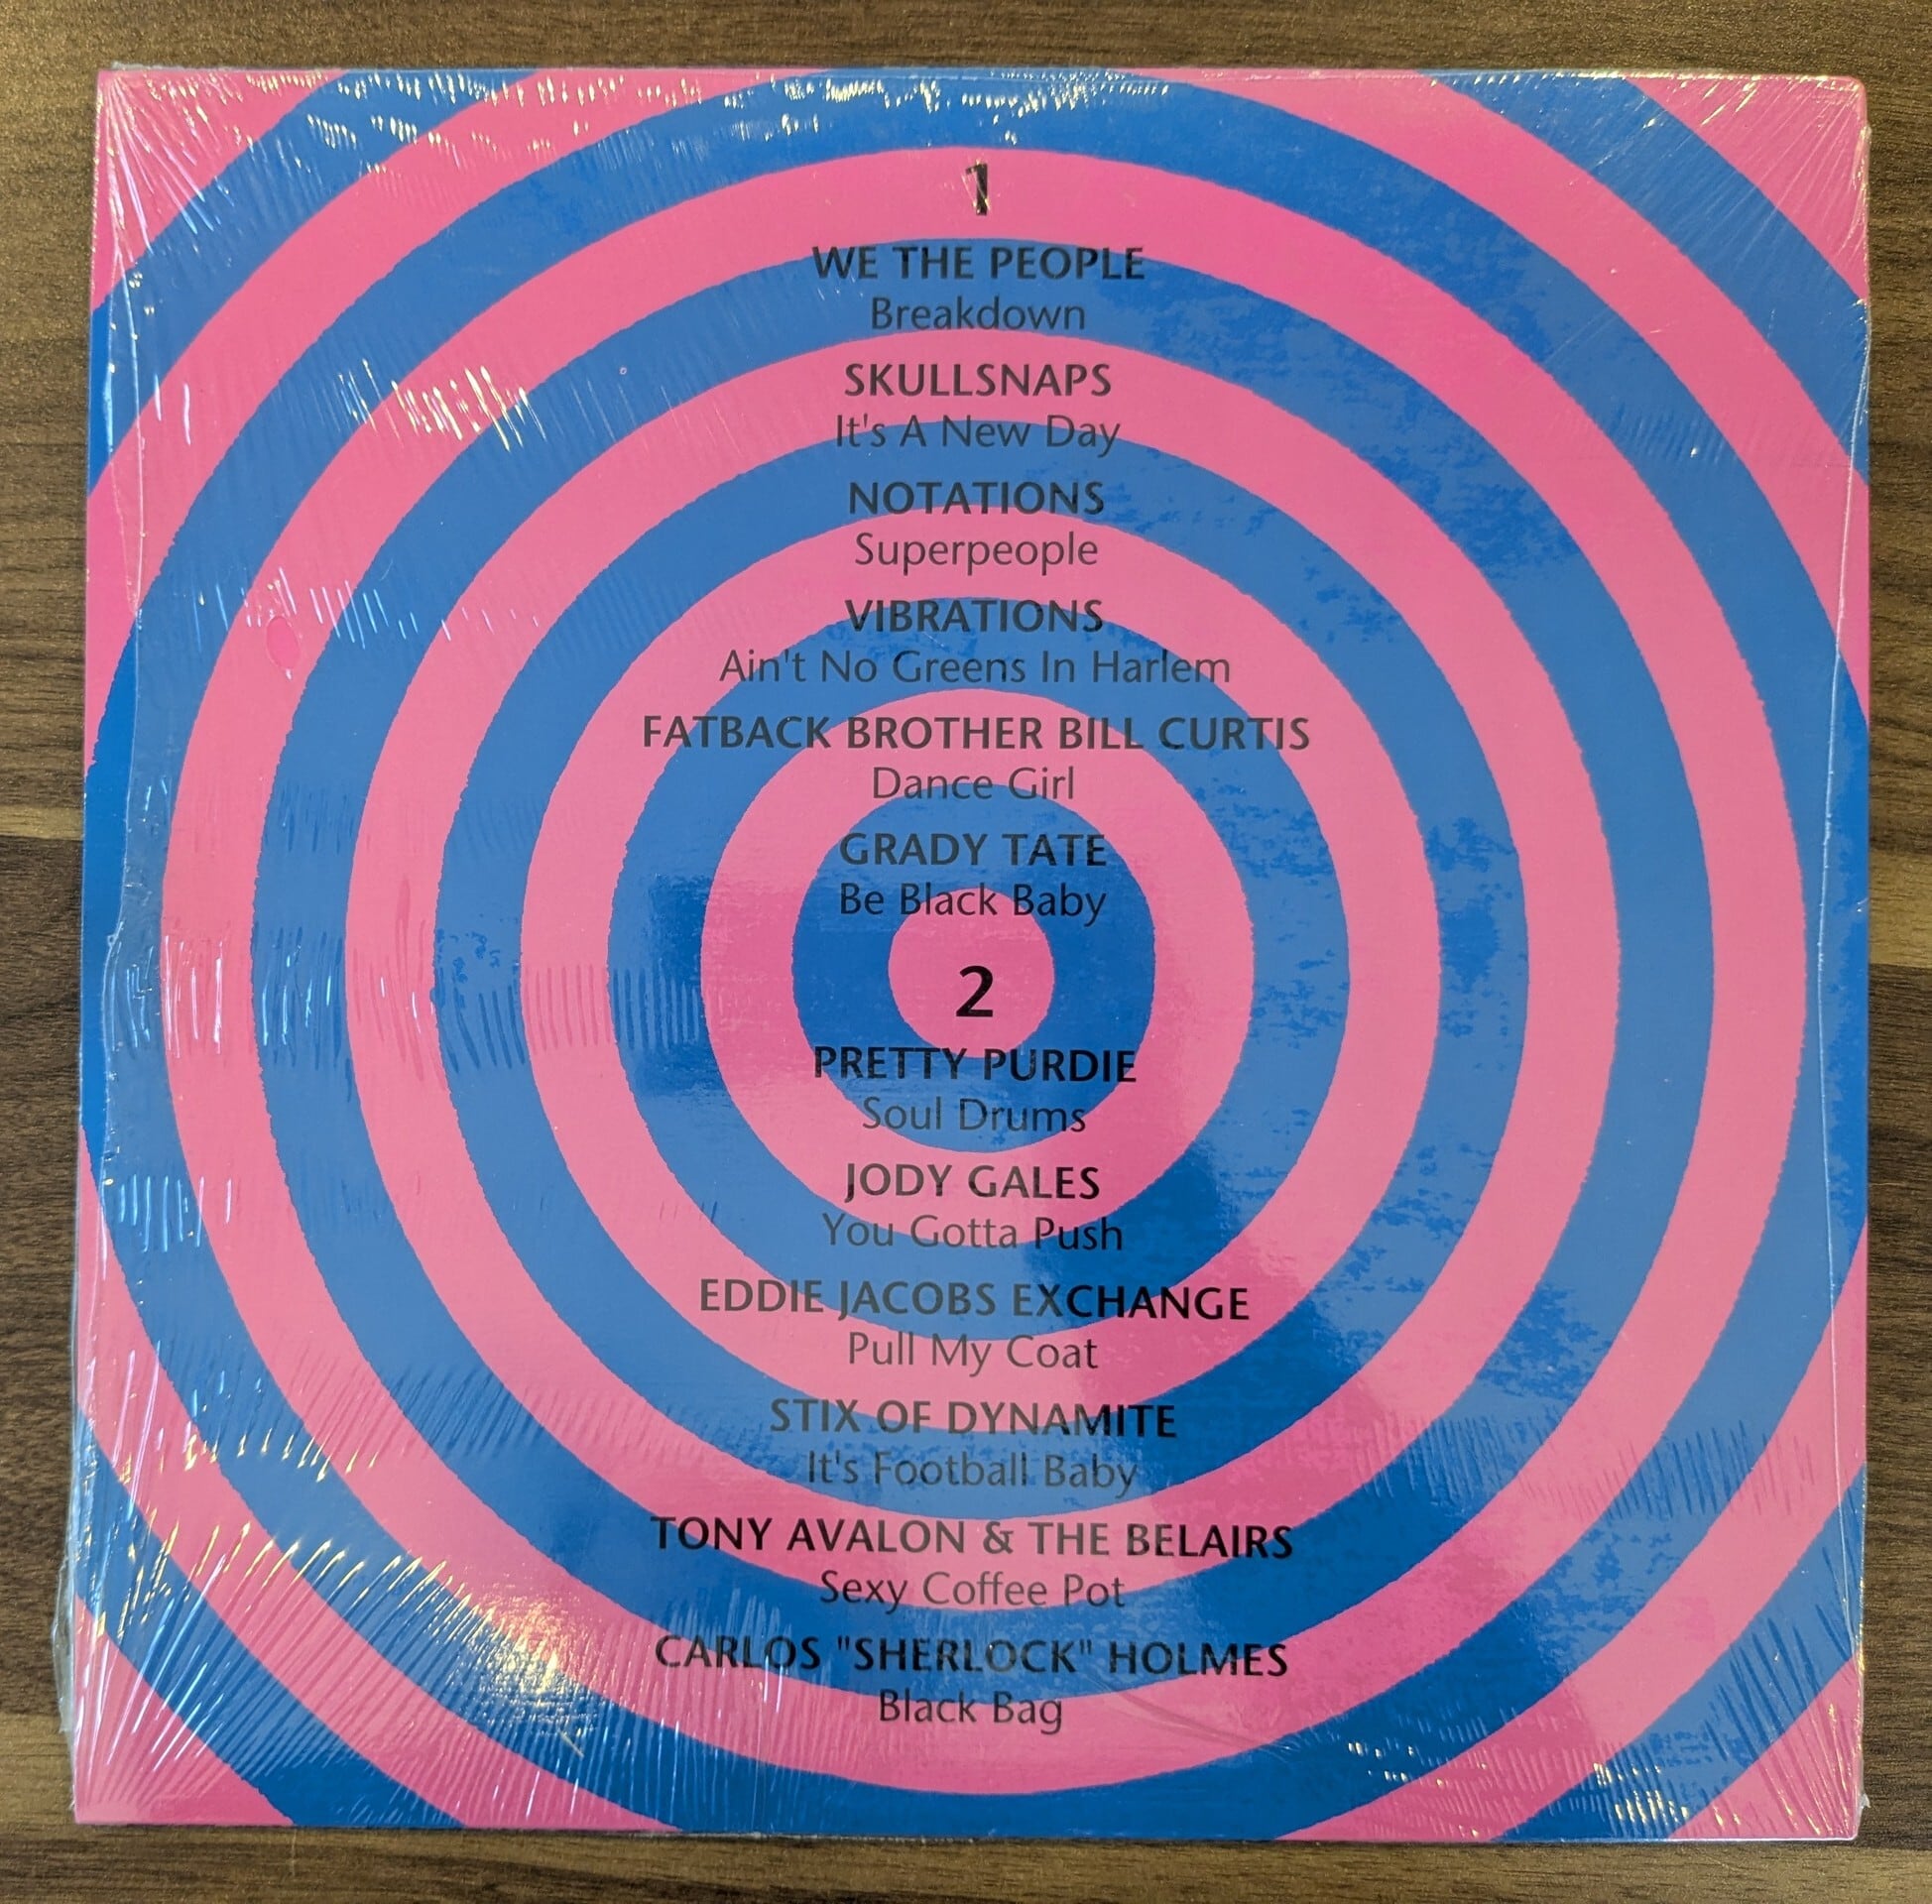 1
WE THE PEOPLE
Breakdown
SKULLSNAPS
It's A New Day
NOTATIONS
Superpeople
VIBRATIONS
Ain't No Greens In Harlem
FATBACK BROTHER BILL CURTIS
Dance Girl
GRADY TATE
Be Black Baby
2
PRETTY PURDIE
Soul Drums
JODY GALES
You Gotta Push
EDDIE JACOBS EXCHANGE
Pull My Coat
STIX OF DYNAMITE
It's Football Baby
TONY AVALON & THE BELAIRS
Sexy Coffee Pot
CARLOS "SHERLOCK" HOLMES
Black Bag